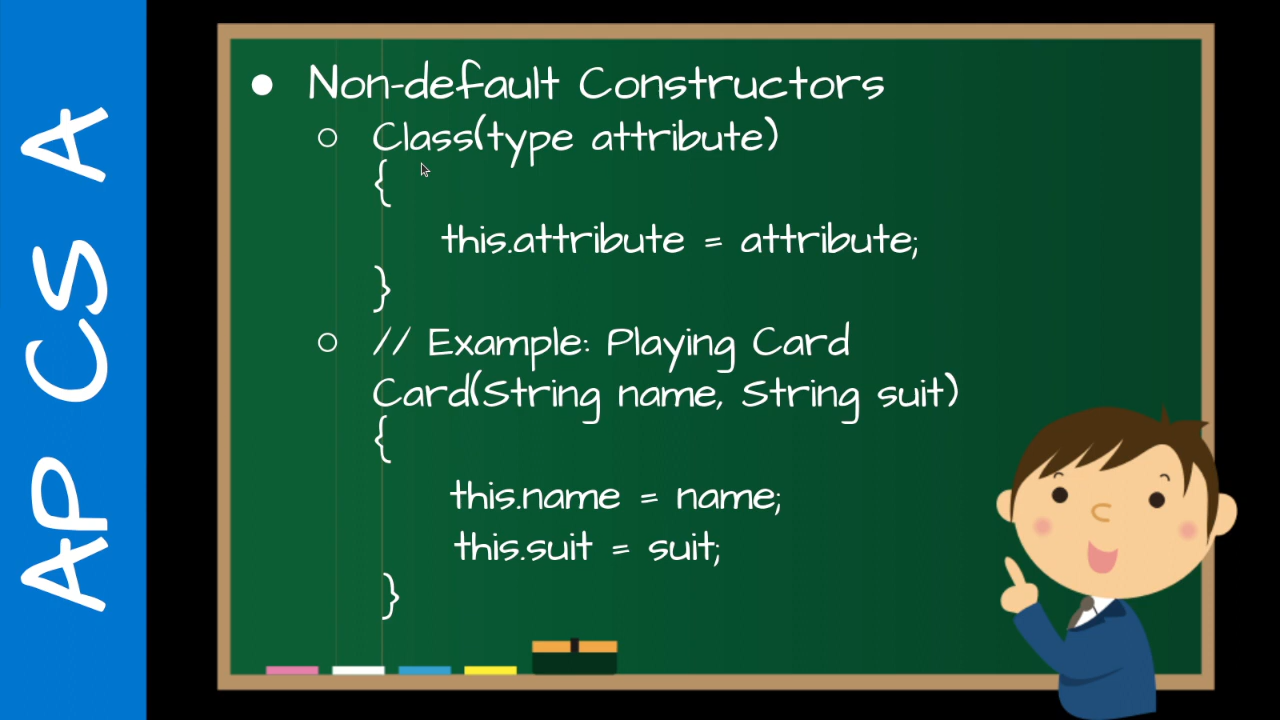 AP CS A
● Non-default Constructors
○ Class(type attribute)
{
this.attribute = attribute;
}
○ // Example: Playing Card
Card(String name, String suit)
{
this.name = name;
this.suit = suit;
}